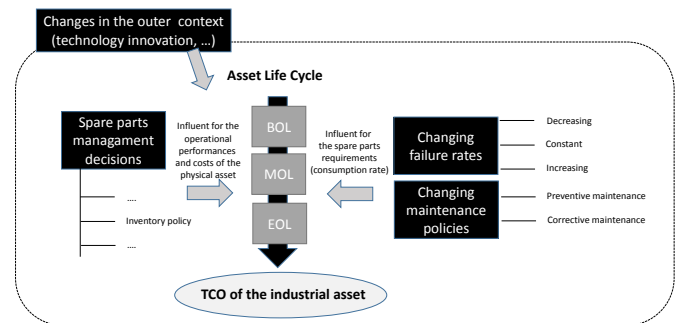 Changes in the outer context
(technology innovation, …)
Asset Life Cycle
Spare parts
managament
decisions
….
Inventory policy
….
Influent for the
operational
performances
and costs of the
physical asset
BOL
MOL
EOL
Influent for
the spare parts
requirements
(consumption rate)
Changing
failure rates
Decreasing
Constant
Increasing
Changing
maintenance
policies
Preventive maintenance
Corrective maintenance
TCO of the industrial asset